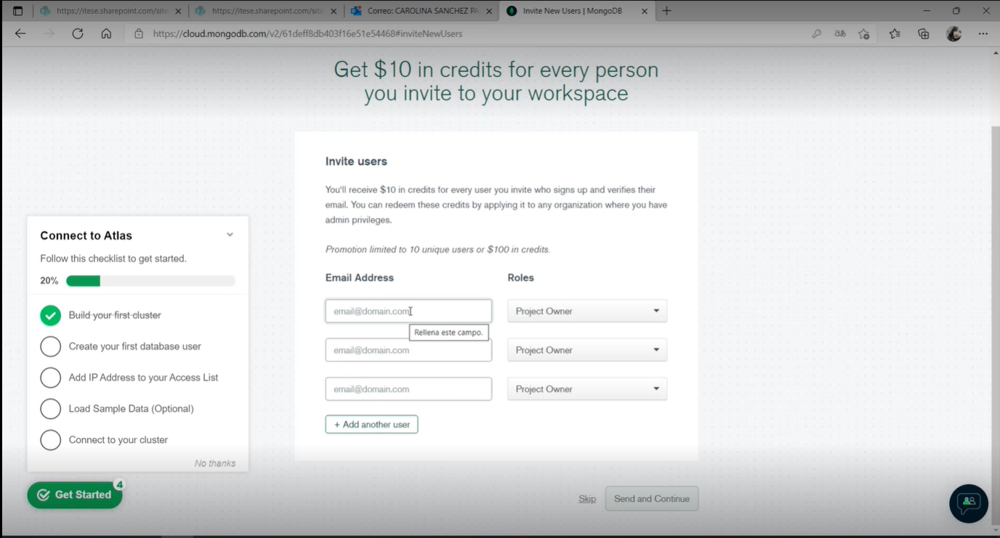 https://itese.sharepoint.com/site
https://itese.sharepoint.com/site
Correo: CAROLINA SANCHEZ PA
Invite New Users | MongoDB
https://cloud.mongodb.com/v2/61deff8db403f16e51e54468#inviteNewUsers
Get $10 in credits for every person
you invite to your workspace
Invite users
You'll receive $10 in credits for every user you invite who signs up and verifies their
email. You can redeem these credits by applying it to any organization where you have
admin privileges.
Promotion limited to 10 unique users or $100 in credits.
Email Address
Roles
email@domain.com
Project Owner
Rellena este campo.
email@domain.com
Project Owner
email@domain.com
Project Owner
+ Add another user
Skip
Send and Continue
Connect to Atlas
Follow this checklist to get started.
20%
Build your first cluster
Create your first database user
Add IP Address to your Access List
Load Sample Data (Optional)
Connect to your cluster
No thanks
Get Started
4